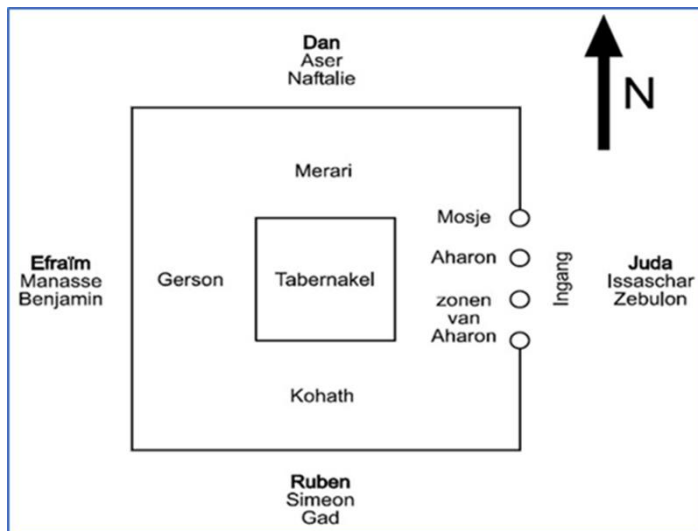 Dan
Aser
Naftalie
N
Merari
Mosje
Efraïm
Manasse
Benjamin
Gerson
Tabernakel
Aharon
zonen
van
Aharon
Ingang
Juda
Issaschar
Zebulon
Kohath
Ruben
Simeon
Gad